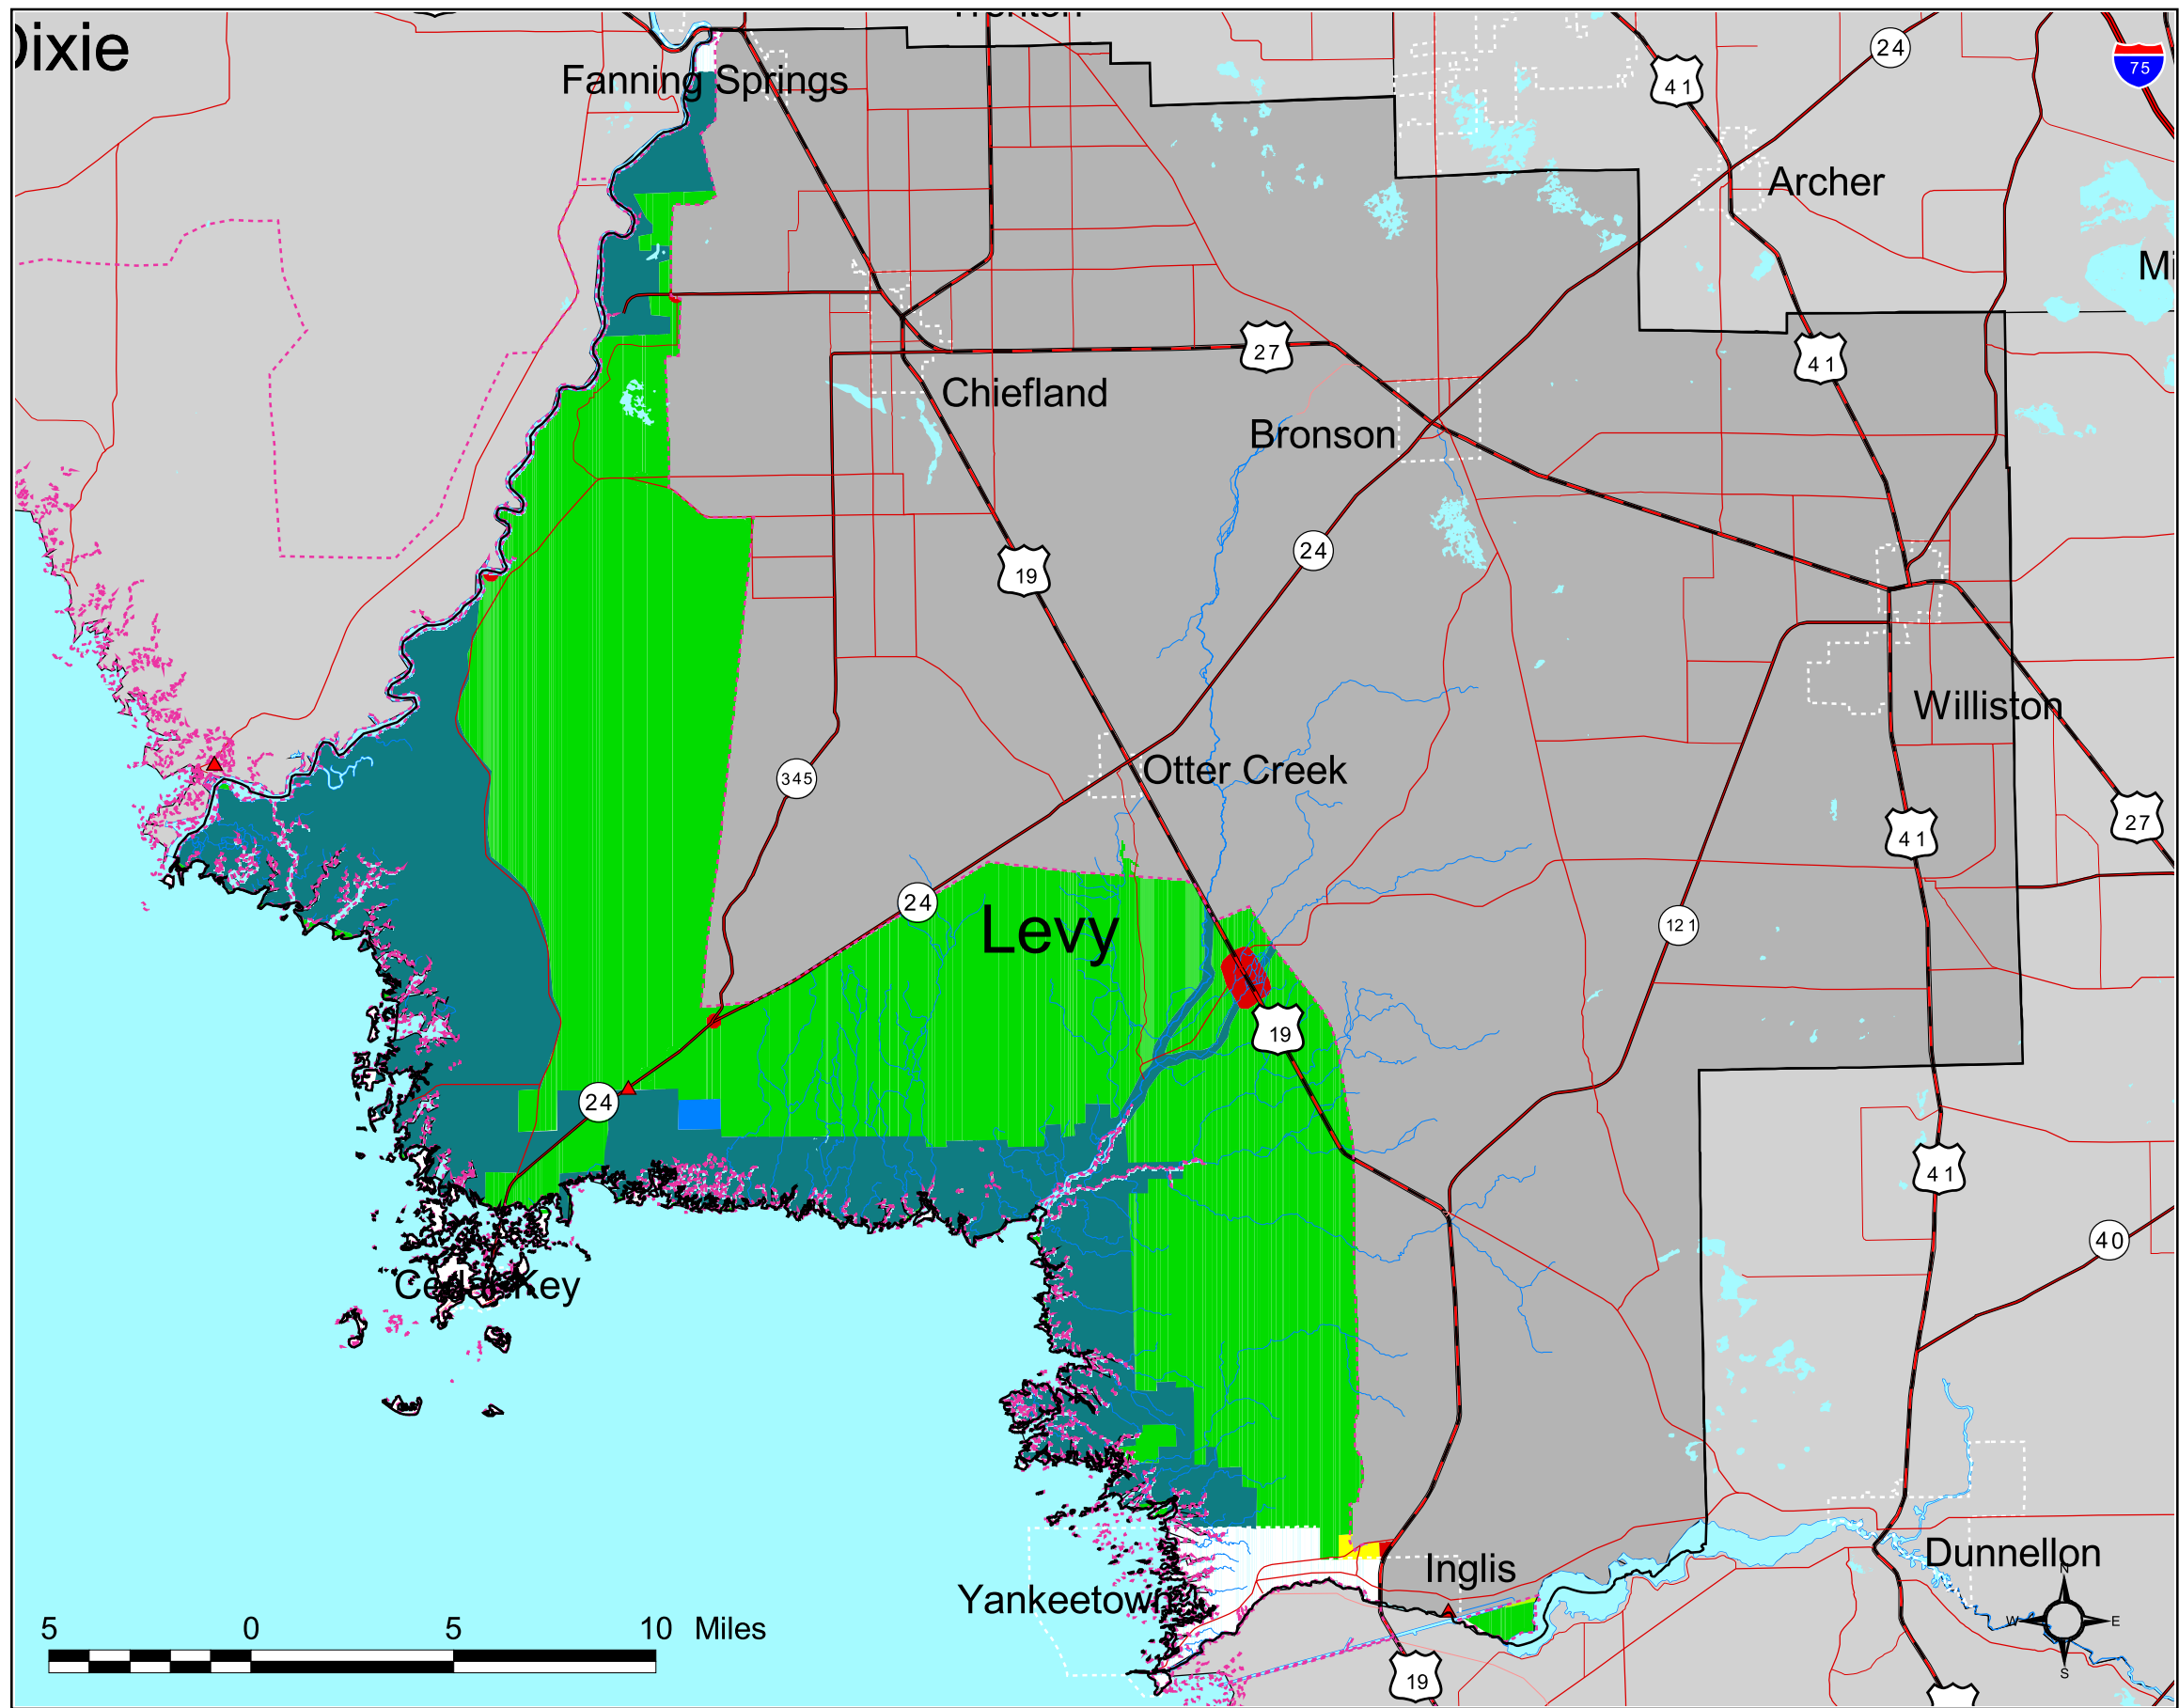 Trenton
Dixie
24
41
75
Fanning Springs
Archer
Mi
27
41
Chiefland
Bronson
24
19
Williston
Otter Creek
345
27
41
24
Levy
121
19
24
41
40
Cedar Key
Dunnellon
Inglis
Yankeetown
N
W E
S
5 0 5 10 Miles
19